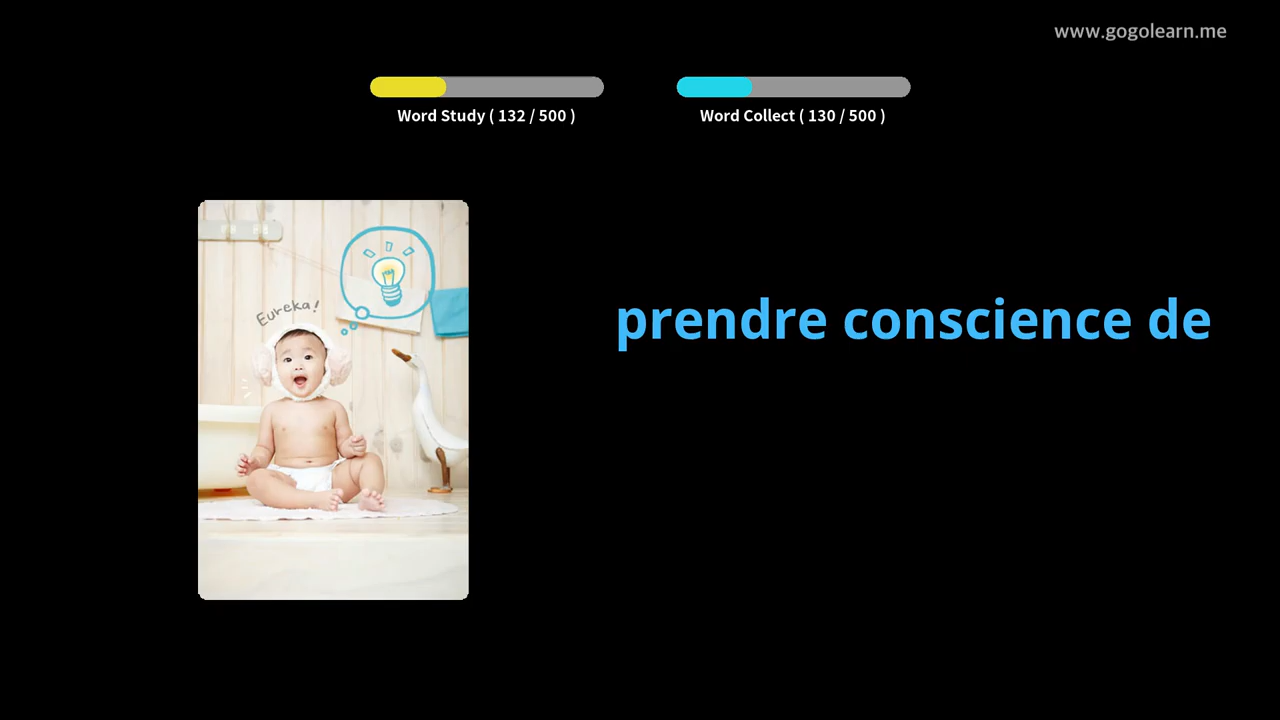 www.gogolearn.me
Word Study ( 132 / 500 )
Word Collect ( 130 / 500 )
Eureka!
prendre conscience de